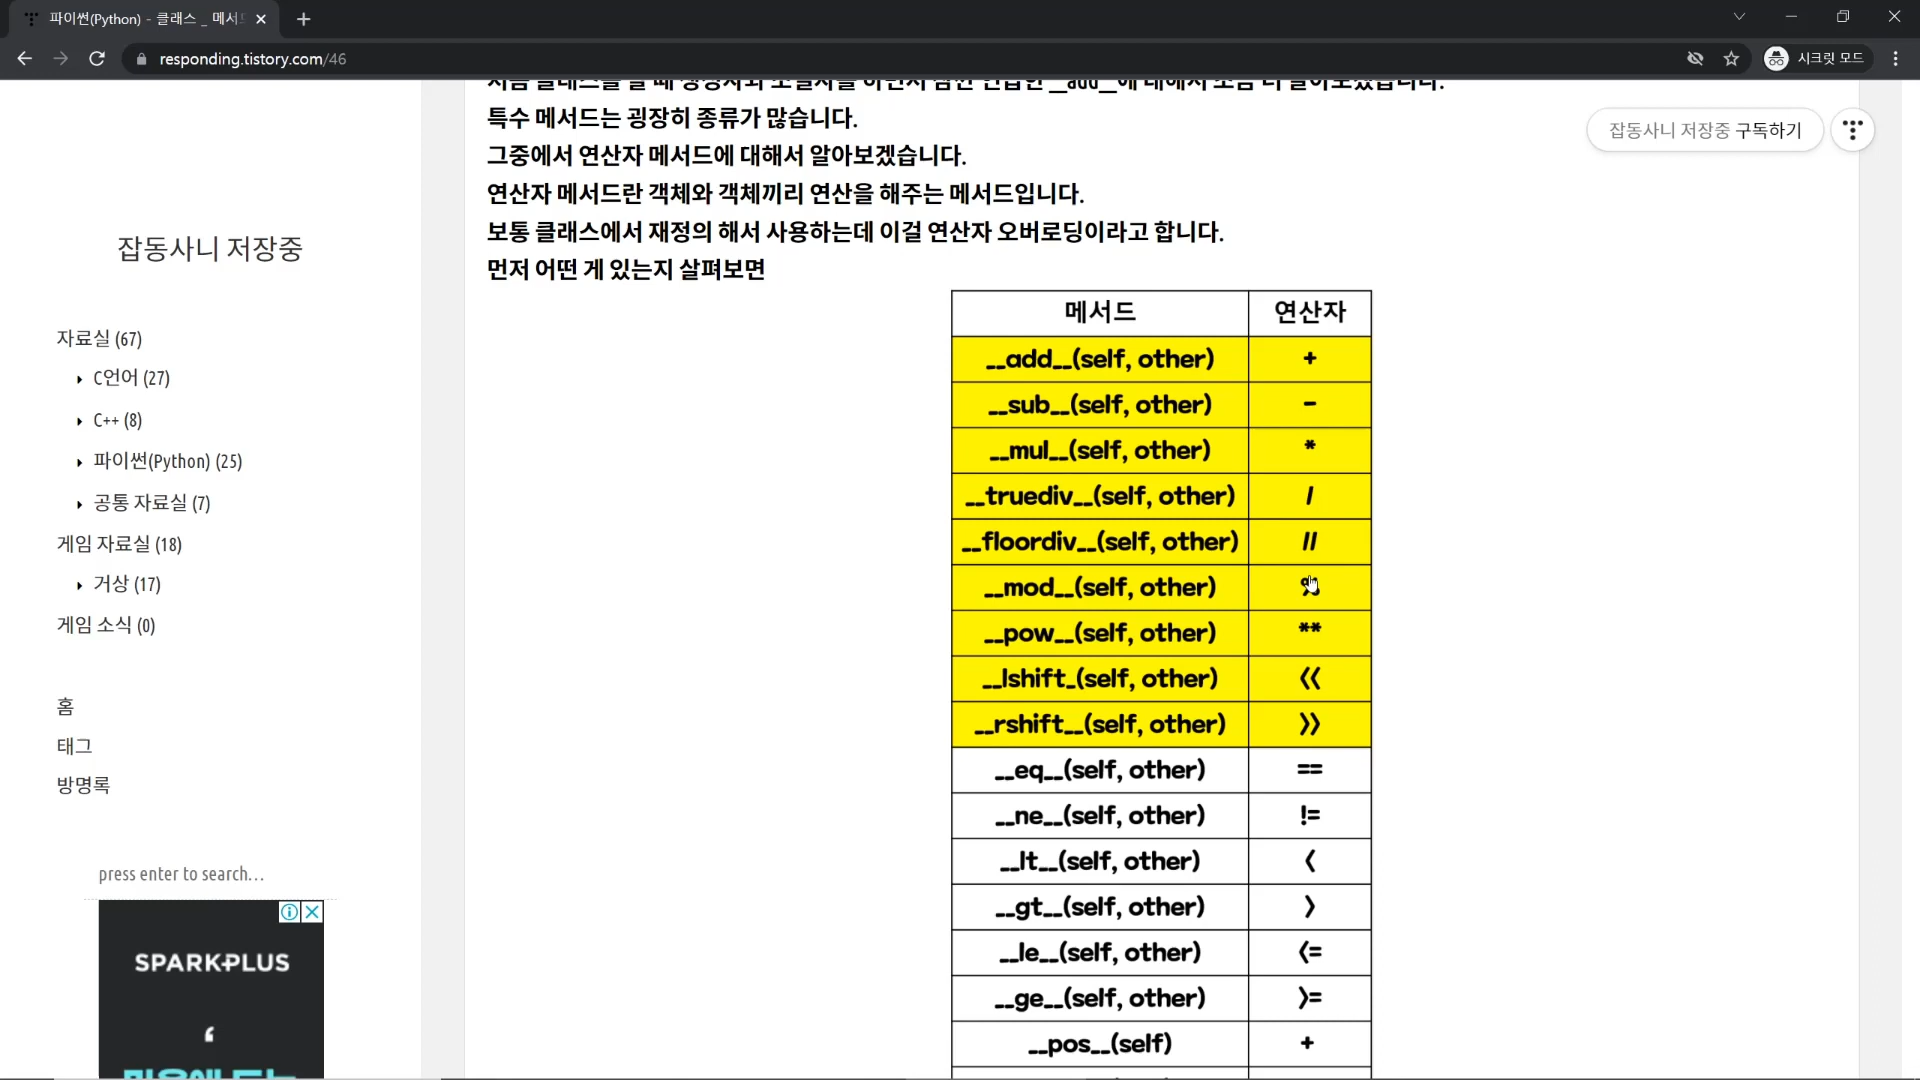 파이썬(Python) - 클래스 _ 메서
responding.tistory.com/46
시크릿 모드
특수 메서드는 굉장히 종류가 많습니다.
그중에서 연산자 메서드에 대해서 알아보겠습니다.
연산자 메서드란 객체와 객체끼리 연산을 해주는 메서드입니다.
보통 클래스에서 재정의 해서 사용하는데 이걸 연산자 오버로딩이라고 합니다.
먼저 어떤 게 있는지 살펴보면
잡동사니 저장중 구독하기
잡동사니 저장중
자료실 (67)
C언어 (27)
C++ (8)
파이썬(Python) (25)
공통 자료실 (7)
게임 자료실 (18)
거상 (17)
게임 소식 (0)
홈
태그
방명록
press enter to search...
SPARKPLUS
메서드 연산자
__add__(self, other) +
__sub__(self, other) -
__mul__(self, other) *
__truediv__(self, other) /
__floordiv__(self, other) //
__mod__(self, other)
__pow__(self, other) **
__lshift_(self, other) <<
__rshift__(self, other) >>
__eq__(self, other) ==
__ne__(self, other) !=
__lt__(self, other) <
__gt__(self, other) >
__le__(self, other) <=
__ge__(self, other) >=
__pos__(self) +